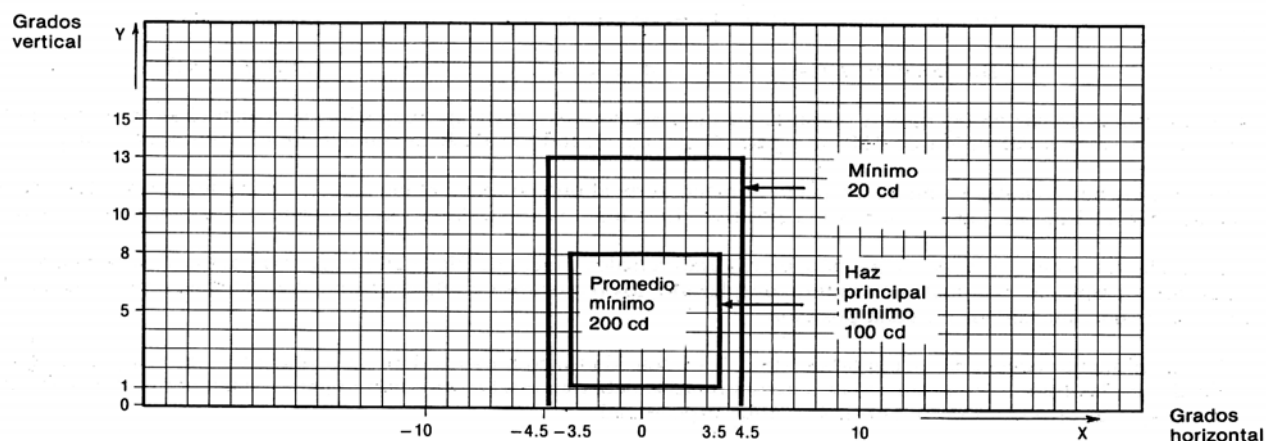 Grados
vertical
Y
15
13
10
8
5
1
0
Mínimo
20 cd
Promedio
mínimo
200 cd
Haz
principal
mínimo
100 cd
−10
−4.5
−3.5
0
3.5
4.5
10
X
Grados
horizontal